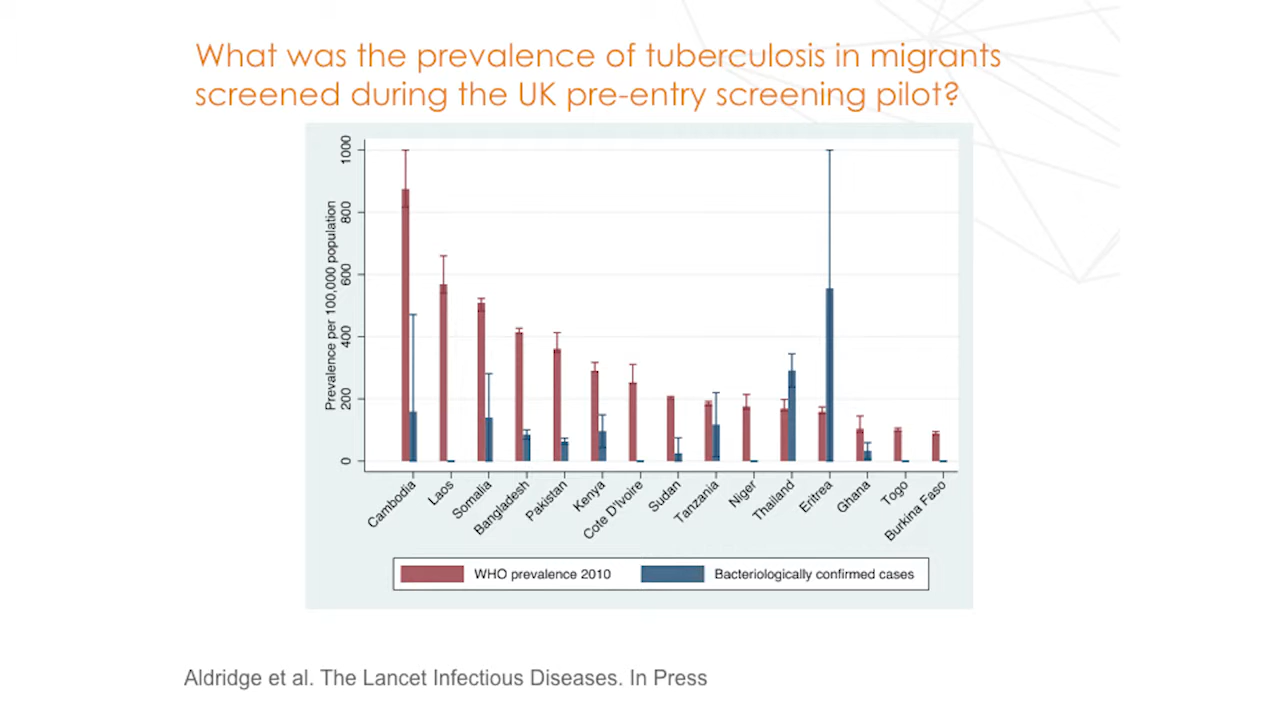 What was the prevalence of tuberculosis in migrants
screened during the UK pre-entry screening pilot?
Prevalence per 100,000 population
1000
800
600
400
200
0
Cambodia
Laos
Somalia
Bangladesh
Pakistan
Kenya
Cote D'Ivoire
Sudan
Tanzania
Niger
Thailand
Eritrea
Ghana
Togo
Burkina Faso
WHO prevalence 2010
Bacteriologically confirmed cases
Aldridge et al. The Lancet Infectious Diseases. In Press